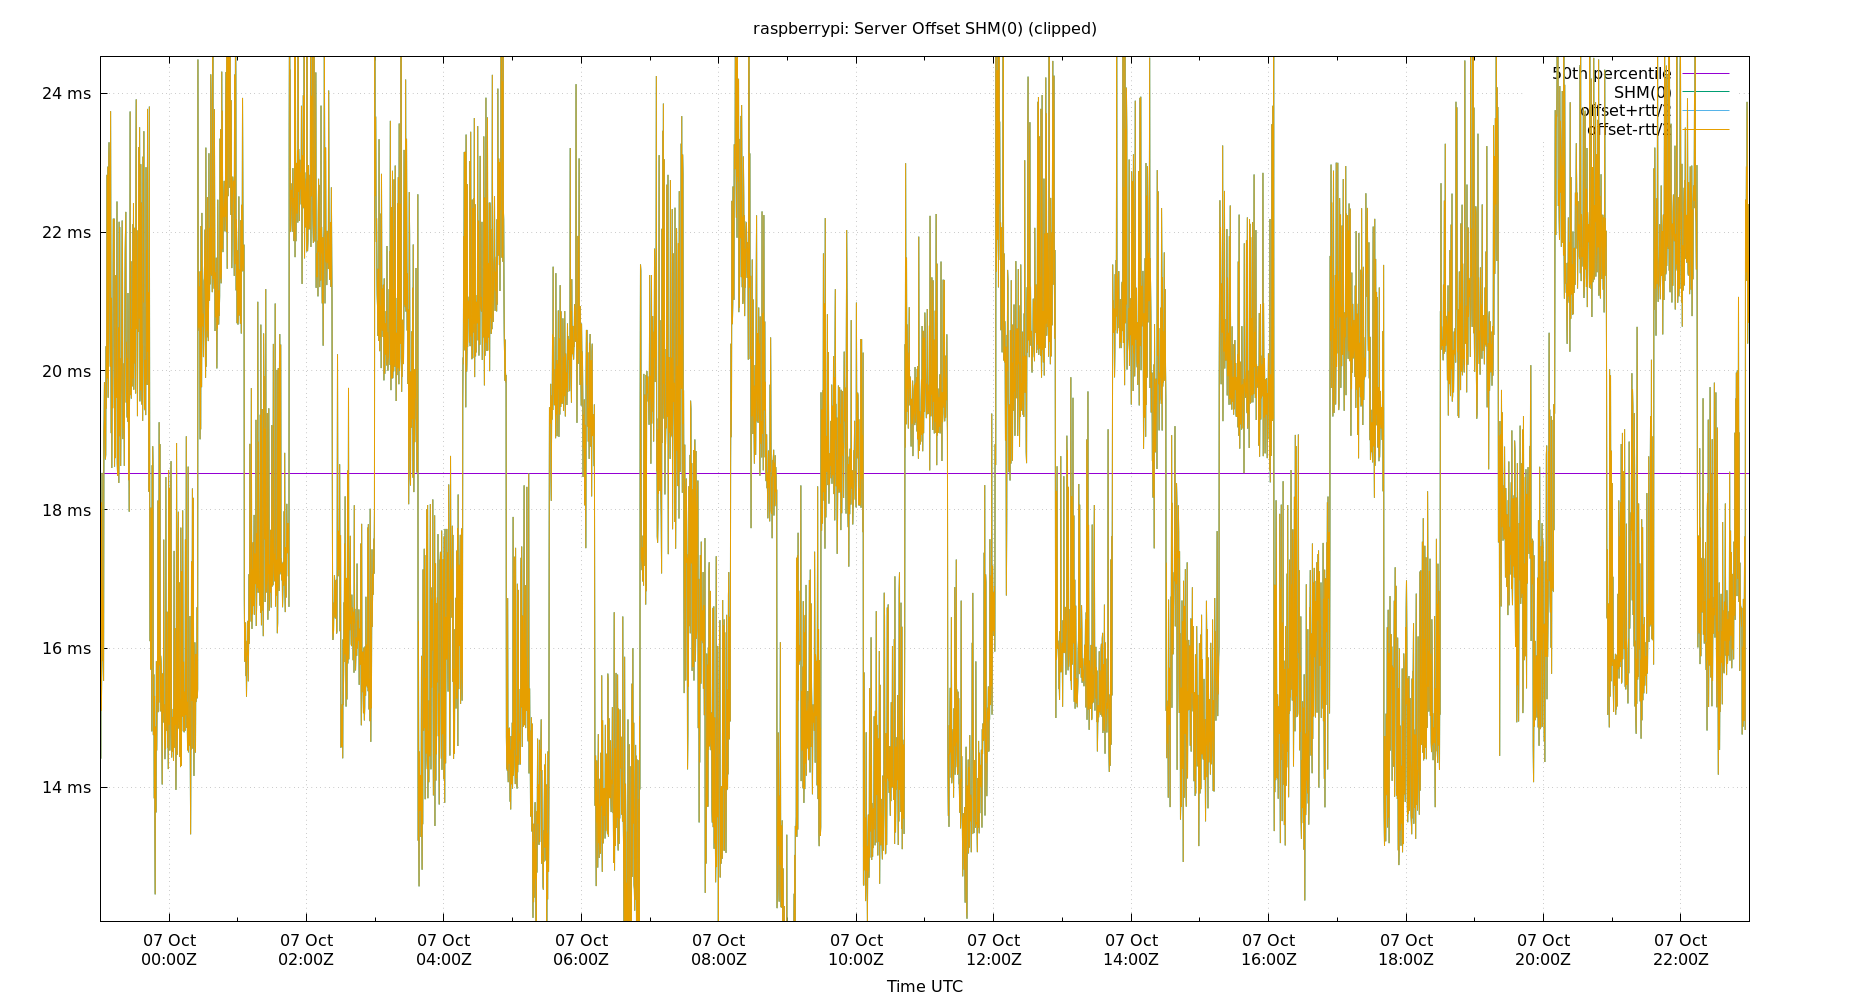 raspberrypi: Server Offset SHM(0) (clipped)
24 ms
22 ms
20 ms
18 ms
16 ms
14 ms
50th percentile
SHM(0)
offset+rtt/2
offset-rtt/2
07 Oct 07 Oct 07 Oct 07 Oct 07 Oct 07 Oct 07 Oct 07 Oct 07 Oct 07 Oct 07 Oct 07 Oct
00:00Z 02:00Z 04:00Z 06:00Z 08:00Z 10:00Z 12:00Z 14:00Z 16:00Z 18:00Z 20:00Z 22:00Z
Time UTC